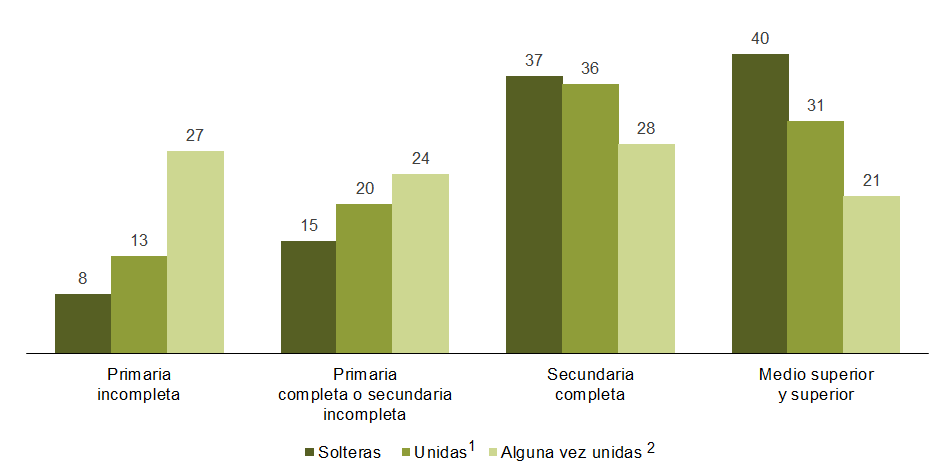 40
37
36
31
28
27
24
21
20
15
13
8
Primaria incompleta
Primaria completa o secundaria incompleta
Secundaria completa
Medio superior y superior
Solteras Unidas1 Alguna vez unidas 2